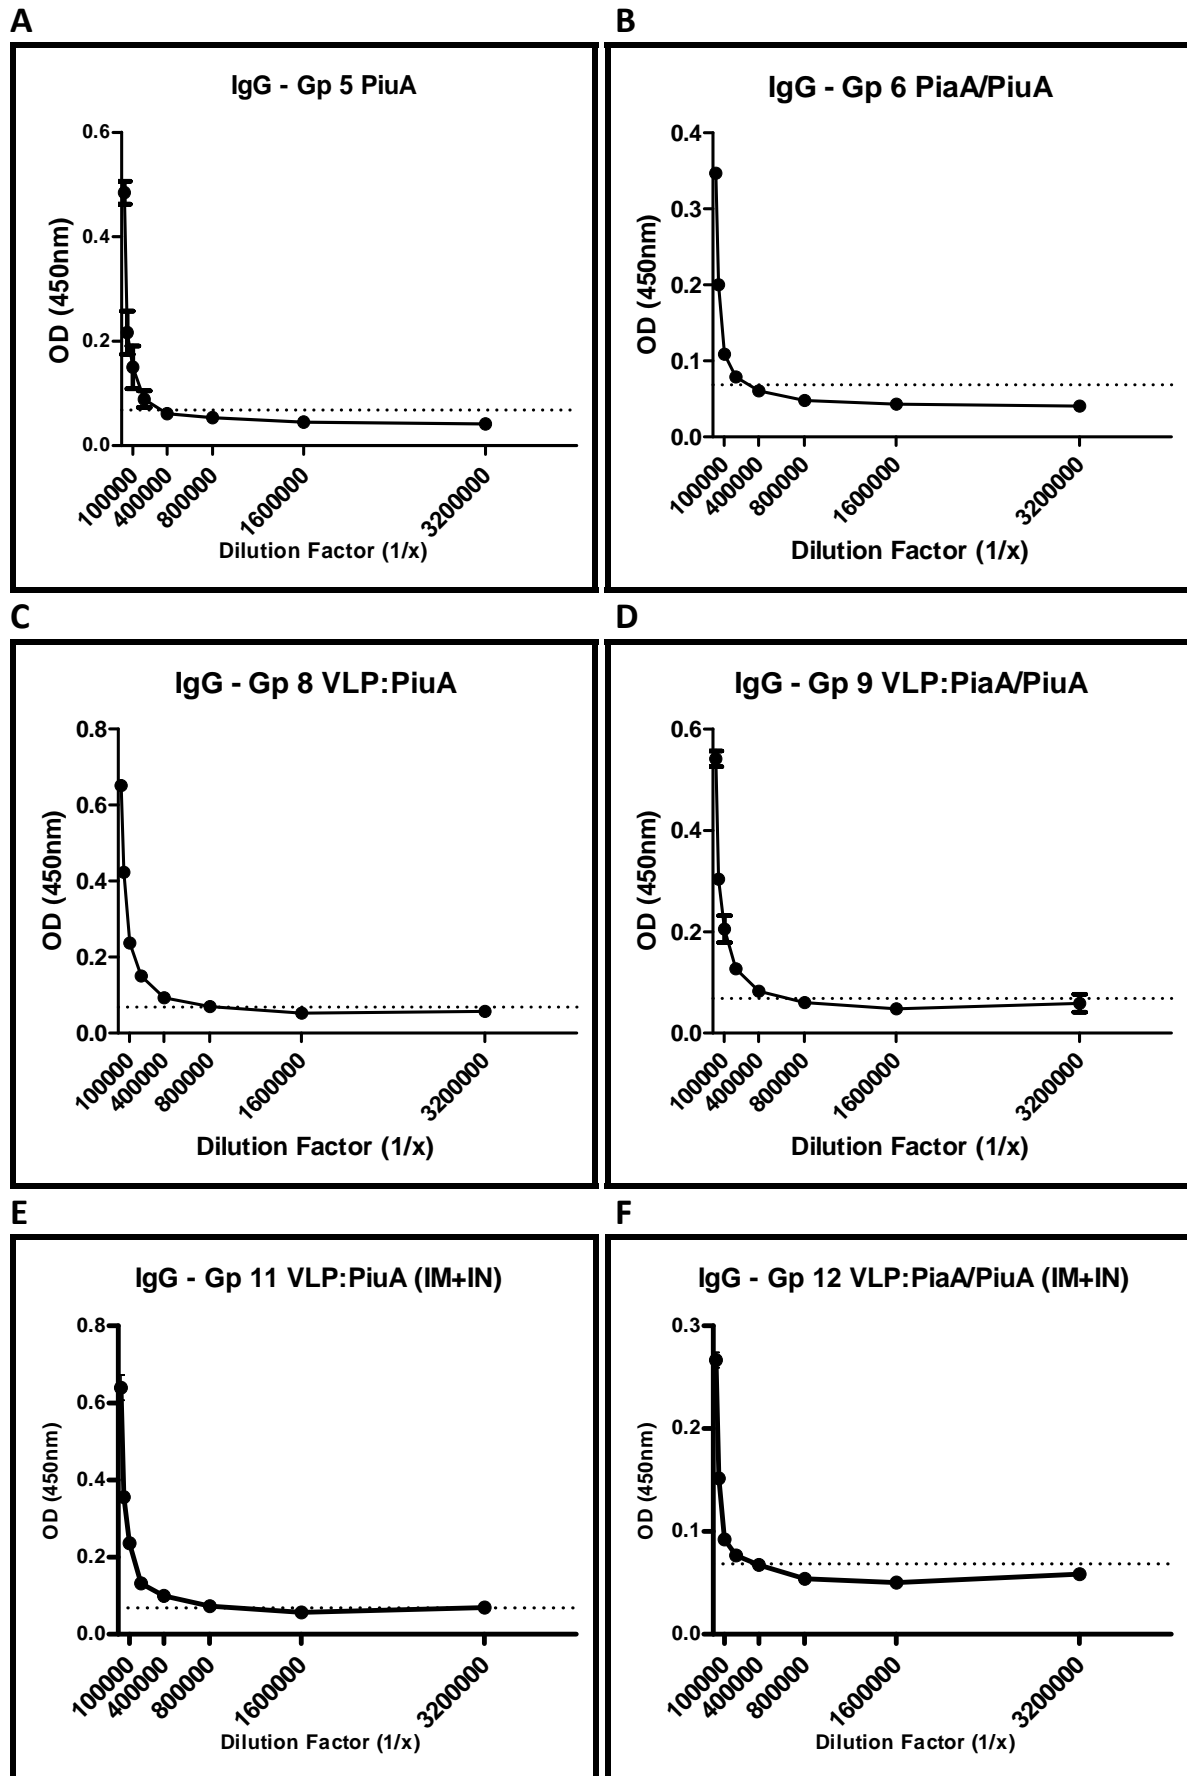 A
IgG - Gp 5 PiuA
0.6
0.4
0.2
0.0
OD (450nm)
100000
400000
800000
1600000
3200000
Dilution Factor (1/x)
B
IgG - Gp 6 PiaA/PiuA
0.4
0.3
0.2
0.1
0.0
OD (450nm)
100000
400000
800000
1600000
3200000
Dilution Factor (1/x)
C
IgG - Gp 8 VLP:PiuA
0.8
0.6
0.4
0.2
0.0
OD (450nm)
100000
400000
800000
1600000
3200000
Dilution Factor (1/x)
D
IgG - Gp 9 VLP:PiaA/PiuA
0.6
0.4
0.2
0.0
OD (450nm)
100000
400000
800000
1600000
3200000
Dilution Factor (1/x)
E
IgG - Gp 11 VLP:PiuA (IM+IN)
0.8
0.6
0.4
0.2
0.0
OD (450nm)
100000
400000
800000
1600000
3200000
Dilution Factor (1/x)
F
IgG - Gp 12 VLP:PiaA/PiuA (IM+IN)
0.3
0.2
0.1
0.0
OD (450nm)
100000
400000
800000
1600000
3200000
Dilution Factor (1/x)